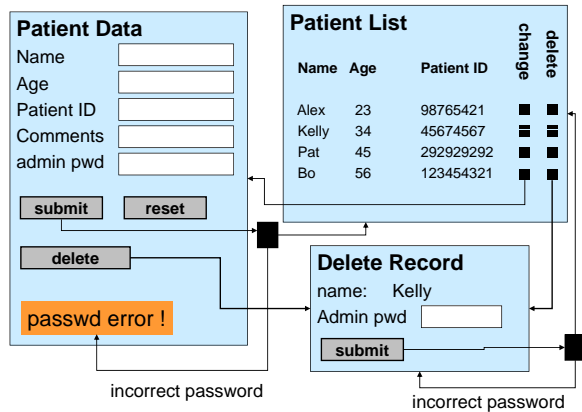 Patient Data
Name
Age
Patient ID
Comments
admin pwd
submit reset
delete
passwd error !
incorrect password
Patient List
change
delete
Name Age Patient ID
Alex 23 98765421
Kelly 34 45674567
Pat 45 292929292
Bo 56 123454321
Delete Record
name: Kelly
Admin pwd
submit
incorrect password